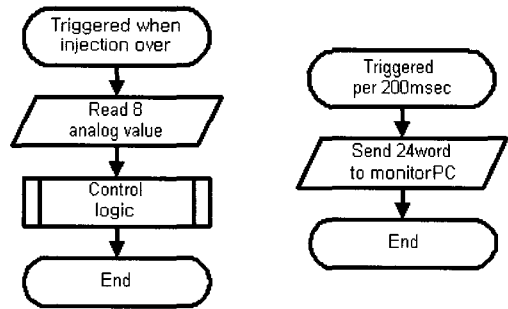 Triggered when
injection over
Read 8
analog value
Control
logic
End
Triggered
per 200msec
Send 24word
to monitorPC
End